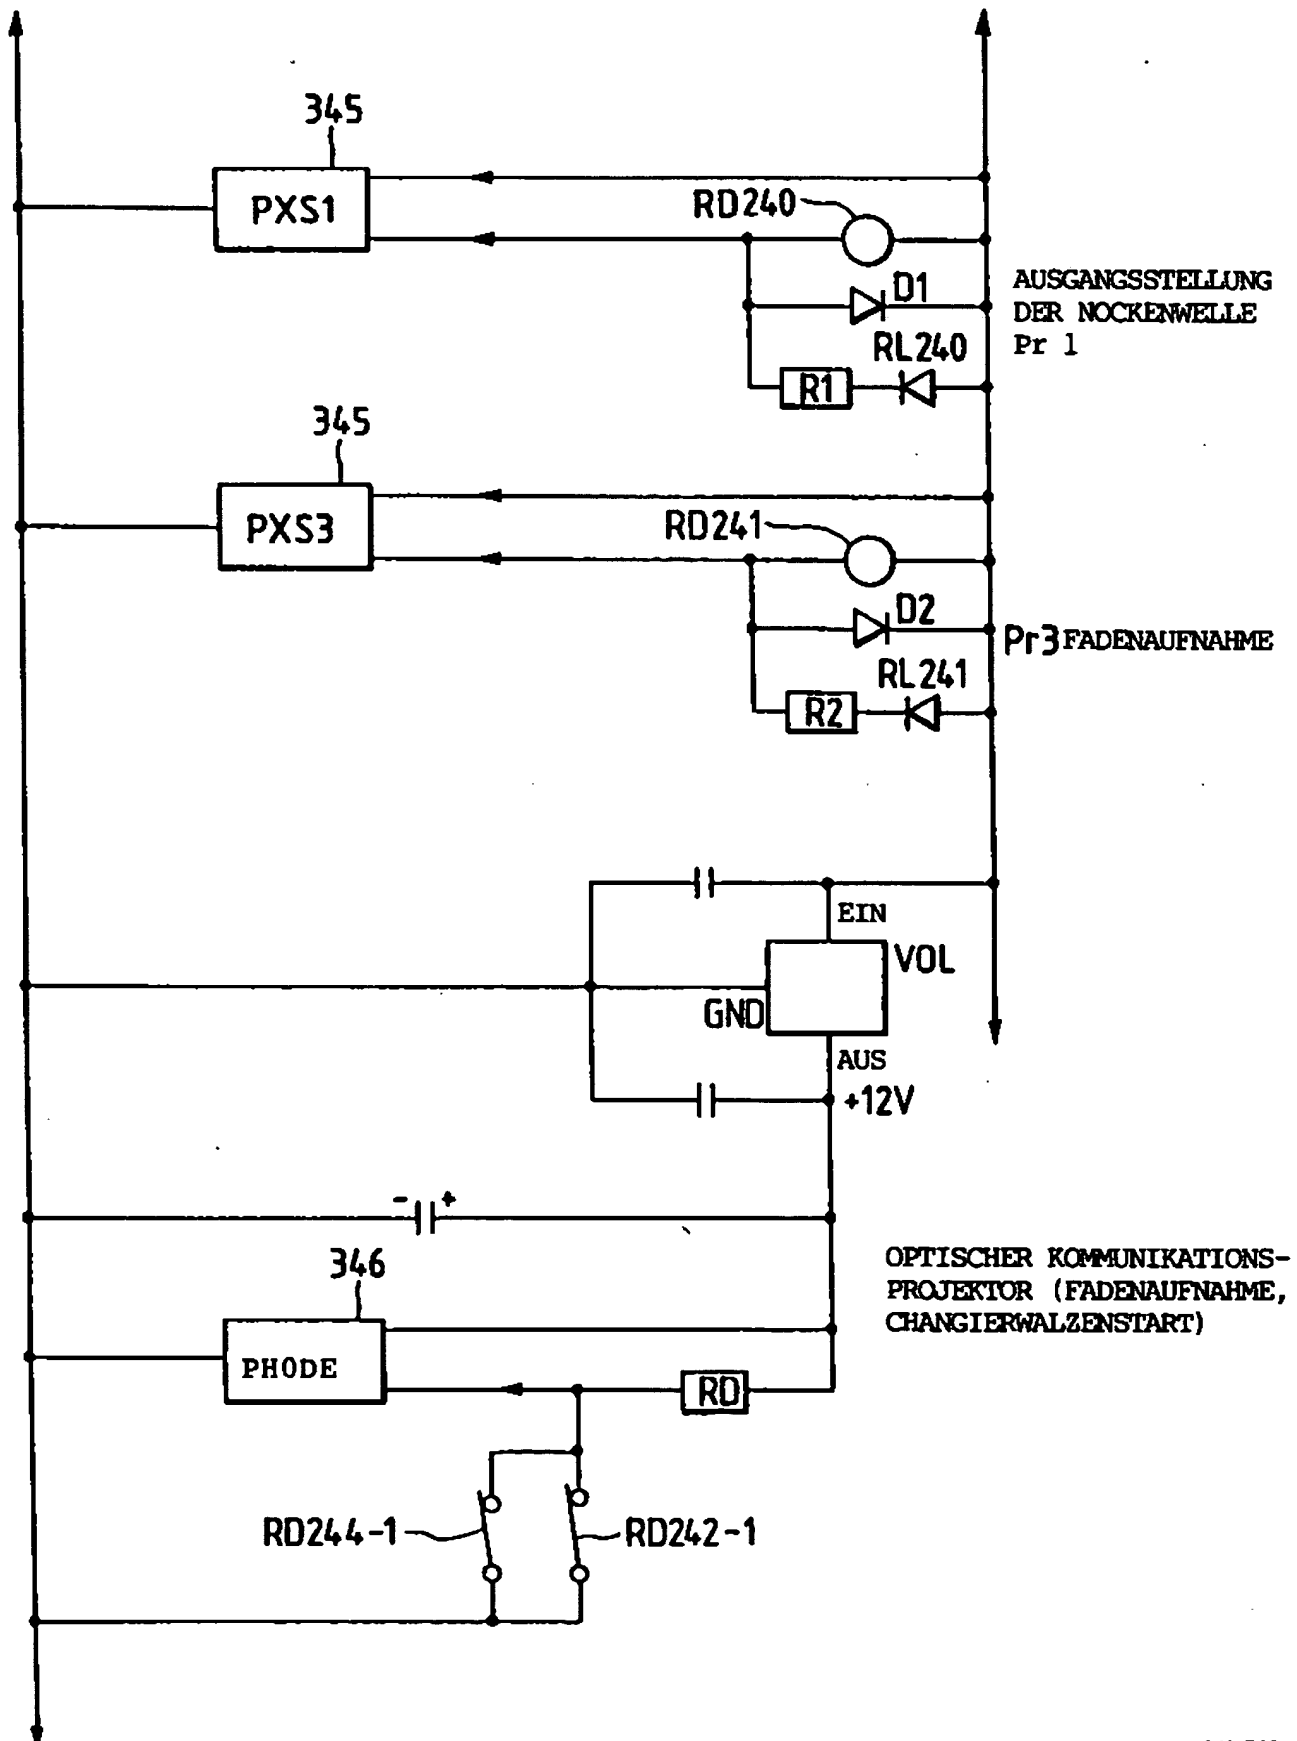 345
PXS1
RD240
D1
RL240
R1
AUSGANGSSTELLUNG
DER NOCKENWELLE
Pr 1
345
PXS3
RD241
D2
RL241
R2
Pr3 FADENAUFNAHME
EIN
VOL
GND
AUS
+12V
- +
346
PHODE
RD
OPTISCHER KOMMUNIKATIONS-
PROJEKTOR (FADENAUFNAHME,
CHANGIERWALZENSTART)
RD244-1
RD242-1